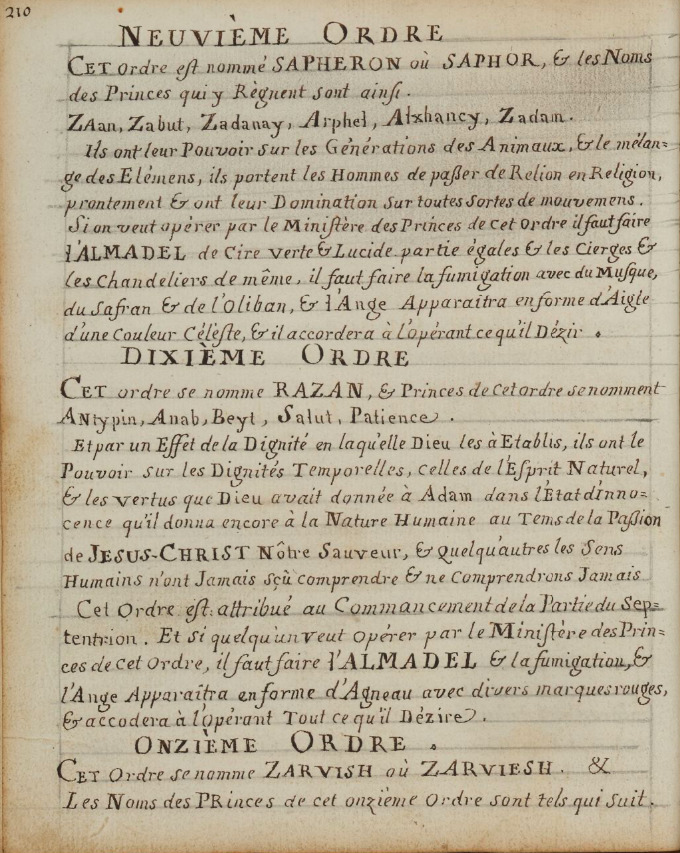 210
NEUVIÈME ORDRE
CET Ordre est nommé SAPHERON où SAPHOR, & les Noms
des Princes qui y Règnent sont ainsi.
ZAan, Zabut, Zadanay, Arphel, Alxhancy, Zadam.
Ils ont leur Pouvoir sur les Générations des Animaux, & le mélan=
ge des Elémens, ils portent les Hommes de passer de Relion en Religion,
prontement & ont leur Domination sur toutes sortes de mouvemens.
Si on veut opérer par le Ministère des Princes de cet Ordre il faut faire
l'ALMADEL de Cire verte & Lucide partie égales & les Cierges &
les Chandeliers de même, il faut faire la fumigation avec du Musque,
du Safran & de l'Oliban, & l'Ange Apparaîtra en forme d'Aigle
d'une Couleur Céleste, & il accordera à l'opérant ce qu'il Dézir.
DIXIÈME ORDRE
CET ordre se nomme RAZAN, & Princes de Cet ordre se nomment
ANtypin, Anab, Beyt, Salut, Patience.
Et par un Effét de la Dignité en laqu'elle Dieu les à Etablis, ils ont le
Pouvoir sur les Dignités Temporelles, celles de l'Esprit Naturel,
& les vertus que Dieu avait donnée à Adam dans l'Etat d'Inno=
cence qu'il donna encore à la Nature Humaine au Tems de la Passion
de JESUS-CHRIST Nôtre Sauveur, & Quelqu'autres les Sens
Humains n'ont Jamais sçû comprendre & ne Comprendrons Jamais
Cet Ordre est attribué au Commancement de la Partie du Sep=
tentrion. Et si quelqu'un veut opérer par le Ministère des Prin=
ces de Cet Ordre, il faut faire l'ALMADEL & la fumigation, &
l'Ange Apparaîtra en forme d'Agneau avec divers marques rouges,
& accodera à l'opérant Tout ce qu'il Dézire.
ONZIÈME ORDRE.
CET Ordre se nomme ZARVISH où ZARVIESH. &
Les Noms des PRinces de cet onzième Ordre sont tels qui suit.